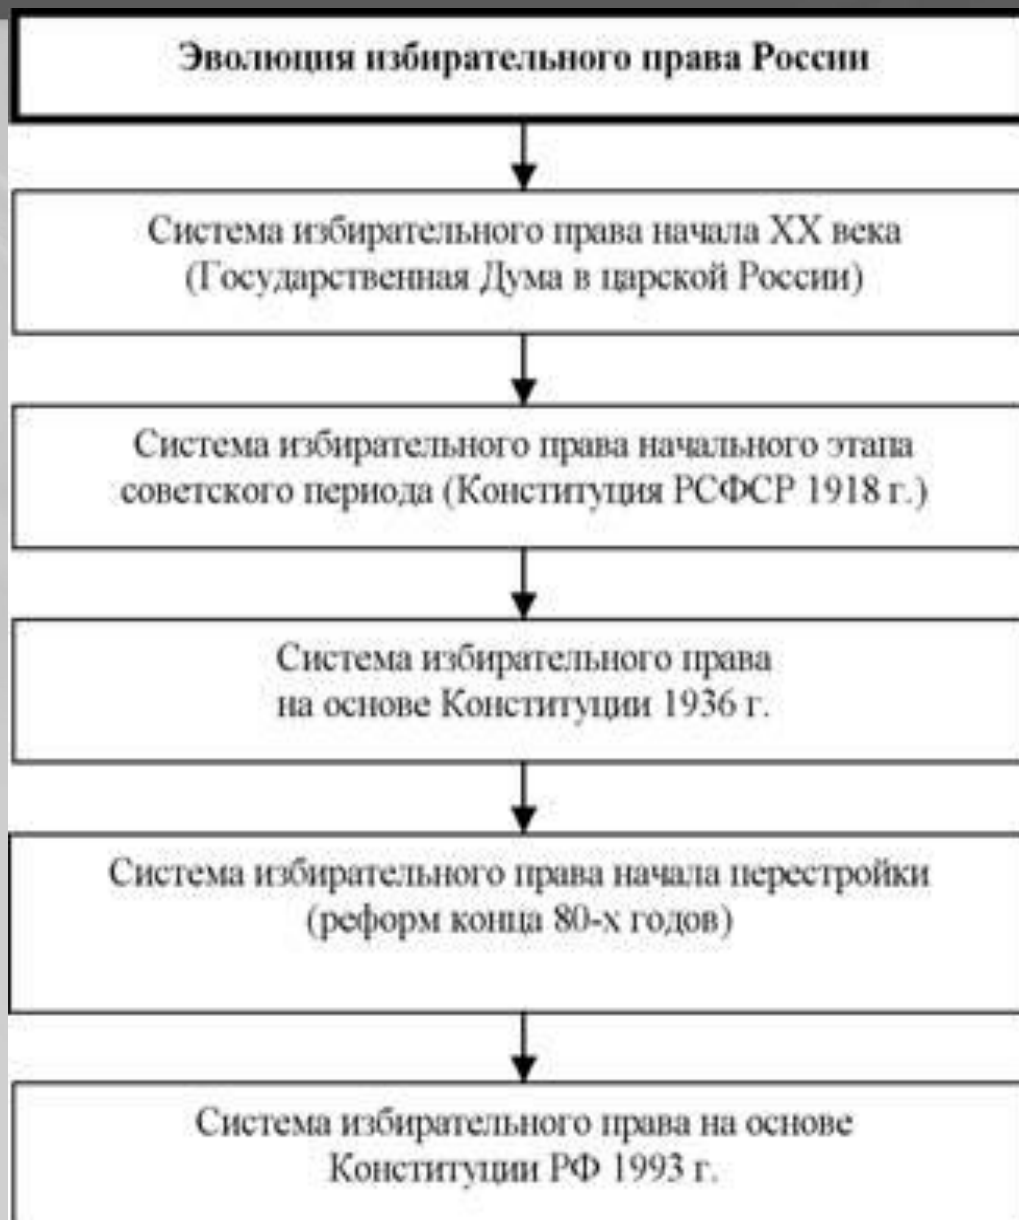 Эволюция избирательного права России
Система избирательного права начала XX века
(Государственная Дума в царской России)
Система избирательного права начального этапа
советского периода (Конституция РСФСР 1918 г.)
Система избирательного права
на основе Конституции 1936 г.
Система избирательного права начала перестройки
(реформ конца 80-х годов)
Система избирательного права на основе
Конституции РФ 1993 г.